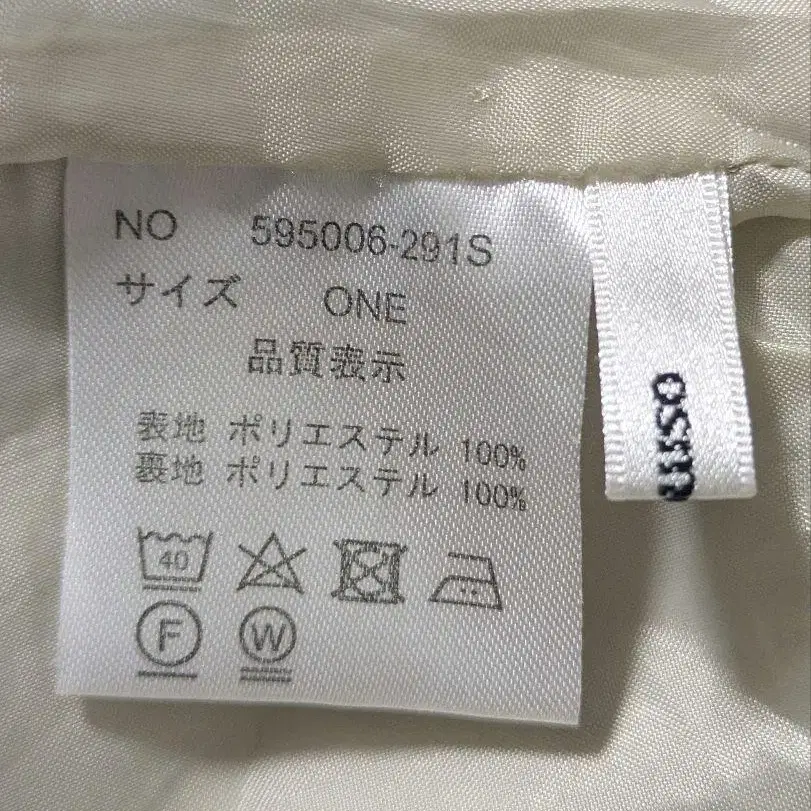 NO 595006-291S
サイズ ONE
品質表示
表地 ポリエステル 100%
裏地 ポリエステル 100%
40
F W